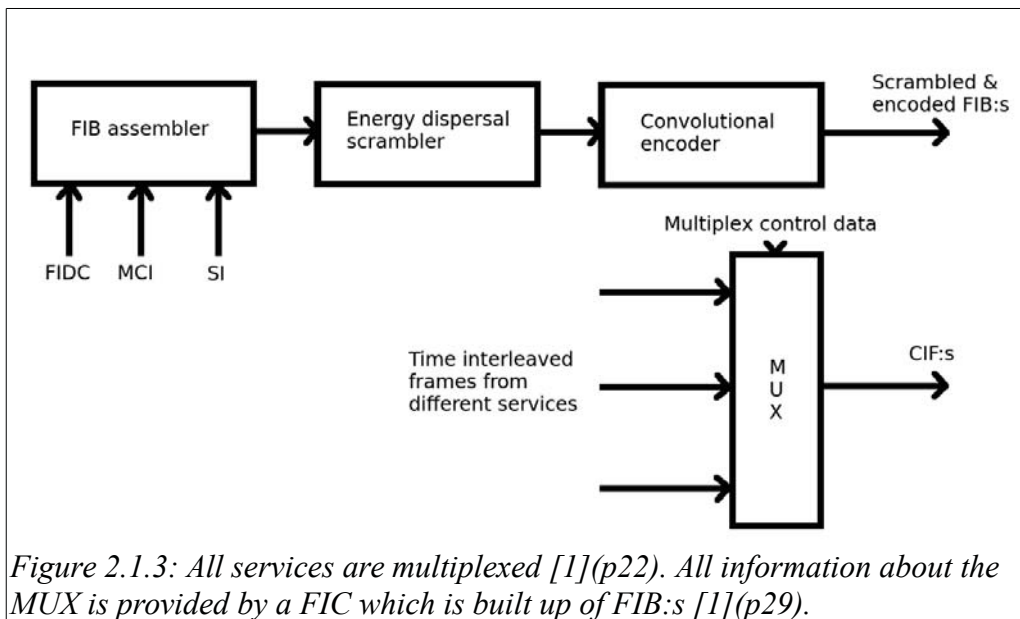 FIB assembler
Energy dispersal
scrambler
Convolutional
encoder
Scrambled &
encoded FIB:s
FIDC
MCI
SI
Multiplex control data
Time interleaved
frames from
different services
M
U
X
CIF:s
Figure 2.1.3: All services are multiplexed [1](p22). All information about the
MUX is provided by a FIC which is built up of FIB:s [1](p29).